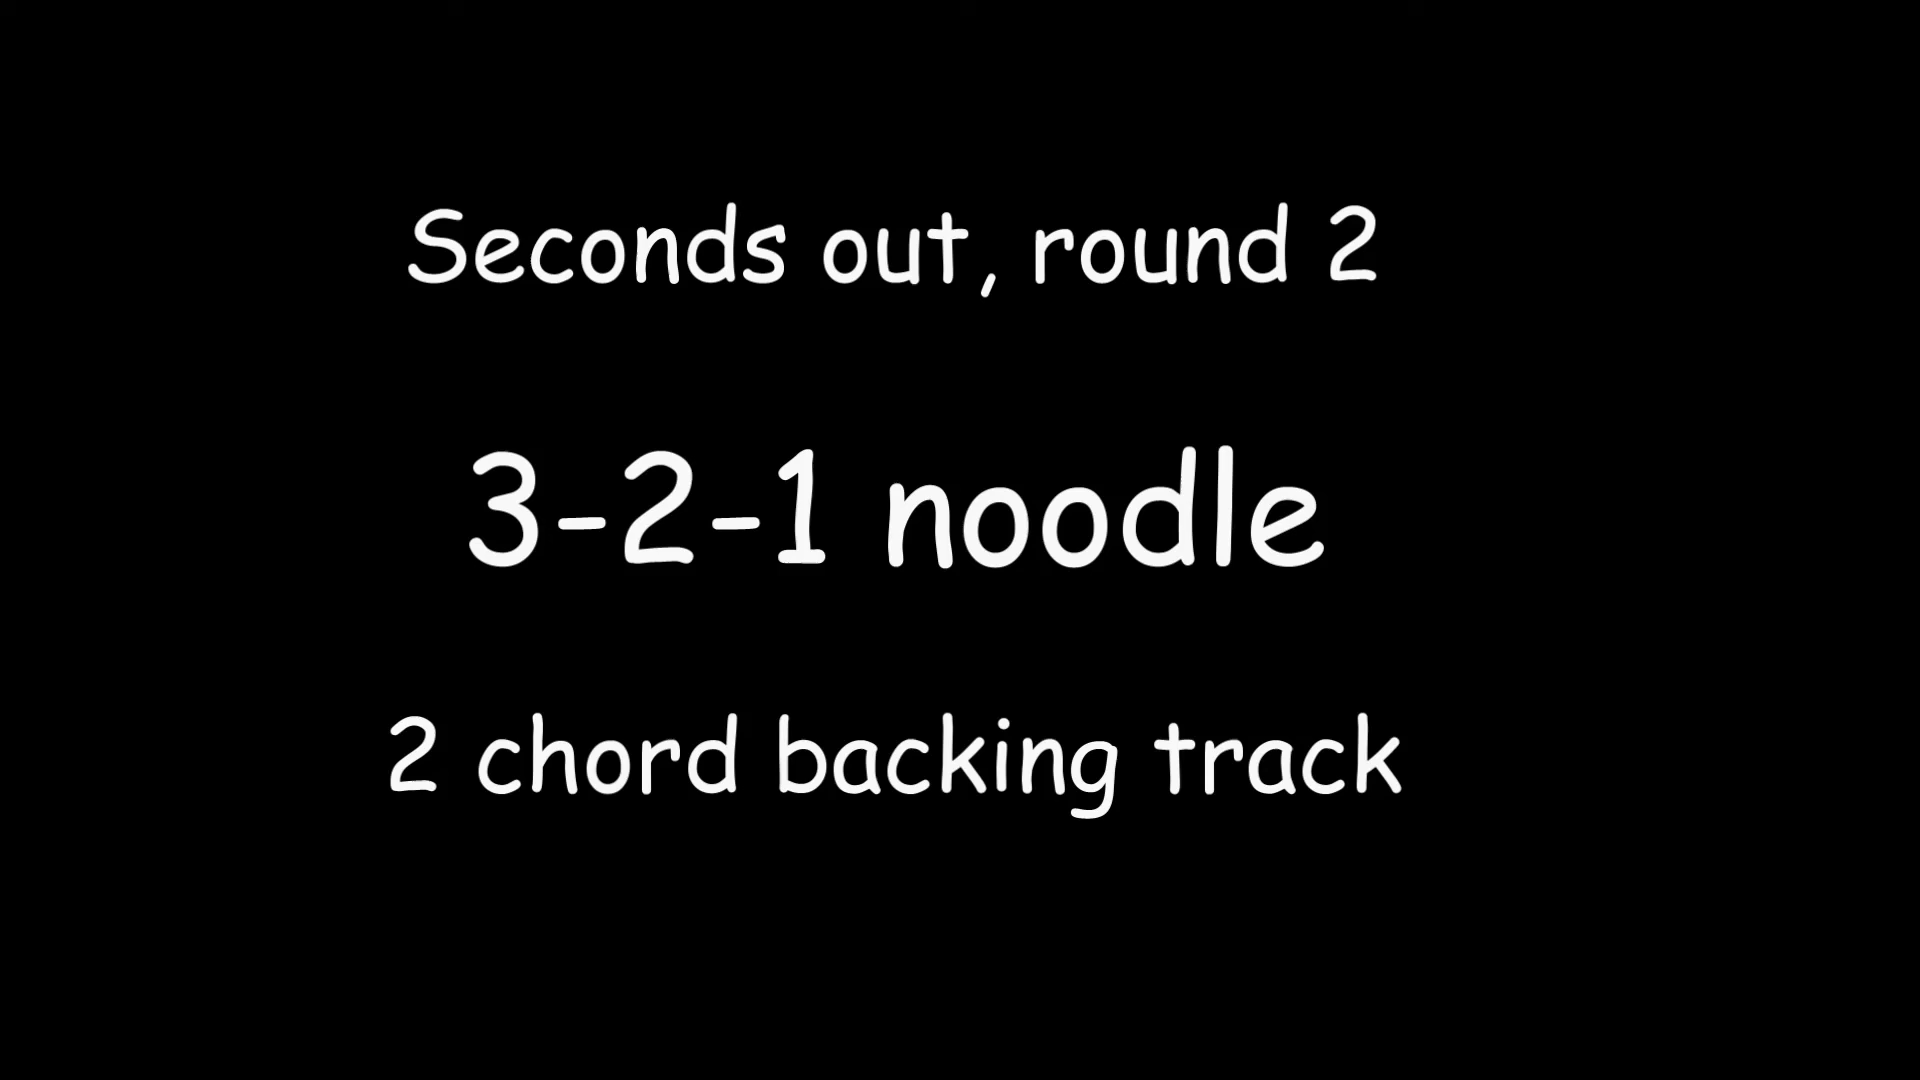 Seconds out, round 2
3-2-1 noodle
2 chord backing track